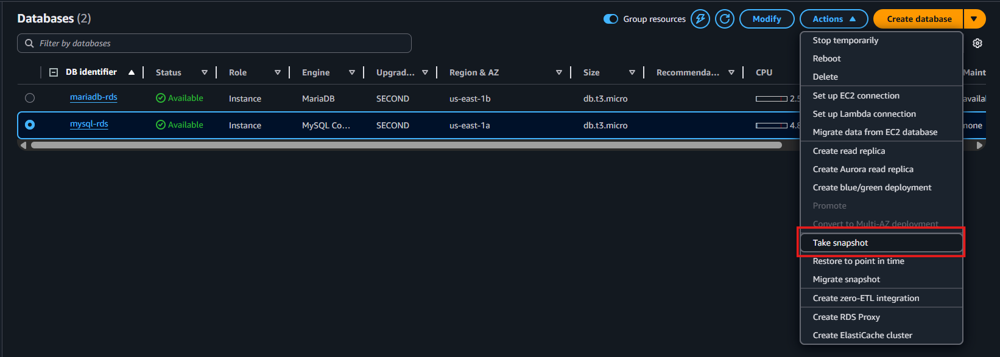 Databases (2)
Group resources
Modify
Actions
Create database
Filter by databases
DB identifier Status Role Engine Upgrad... Region & AZ Size Recommenda... CPU Maint
mariadb-rds Available Instance MariaDB SECOND us-east-1b db.t3.micro 2.5 availal
mysql-rds Available Instance MySQL Co... SECOND us-east-1a db.t3.micro 4.8 none
Stop temporarily
Reboot
Delete
Set up EC2 connection
Set up Lambda connection
Migrate data from EC2 database
Create read replica
Create Aurora read replica
Create blue/green deployment
Promote
Convert to Multi-AZ deployment
Take snapshot
Restore to point in time
Migrate snapshot
Create zero-ETL integration
Create RDS Proxy
Create ElastiCache cluster